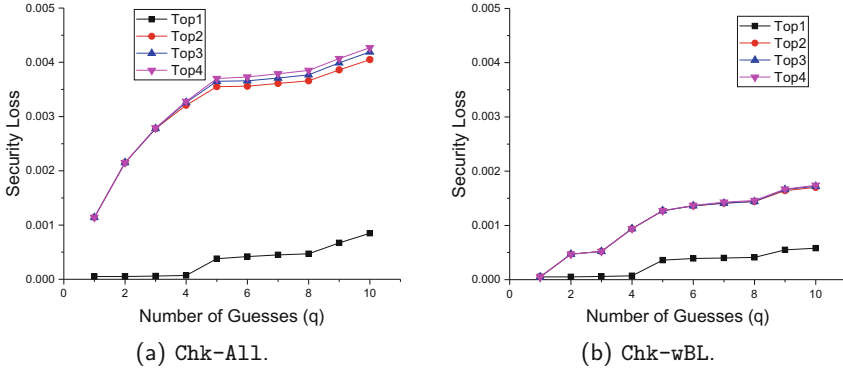 Top1
Top2
Top3
Top4
0.005
0.004
0.003
0.002
0.001
0.000
Security Loss
0 2 4 6 8 10
Number of Guesses (q)
(a) Chk-All.
Top1
Top2
Top3
Top4
0.005
0.004
0.003
0.002
0.001
0.000
Security Loss
0 2 4 6 8 10
Number of Guesses (q)
(b) Chk-wBL.